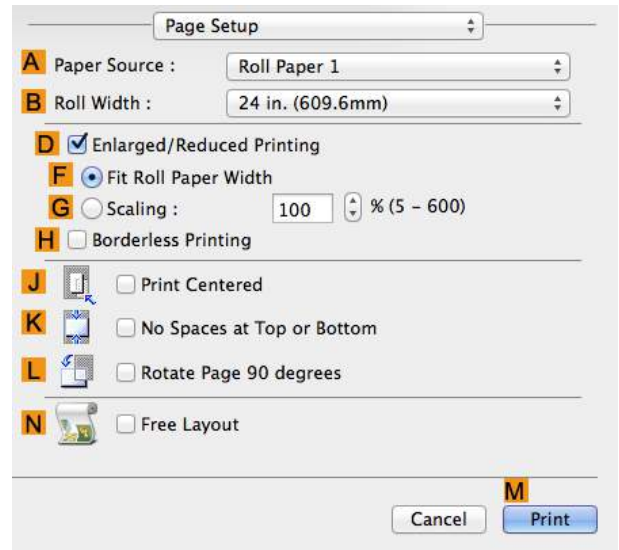 Page Setup
A Paper Source : Roll Paper 1
B Roll Width : 24 in. (609.6mm)
D Enlarged/Reduced Printing
F Fit Roll Paper Width
G Scaling : 100 % (5 – 600)
H Borderless Printing
J Print Centered
K No Spaces at Top or Bottom
L Rotate Page 90 degrees
N Free Layout
M
Cancel Print